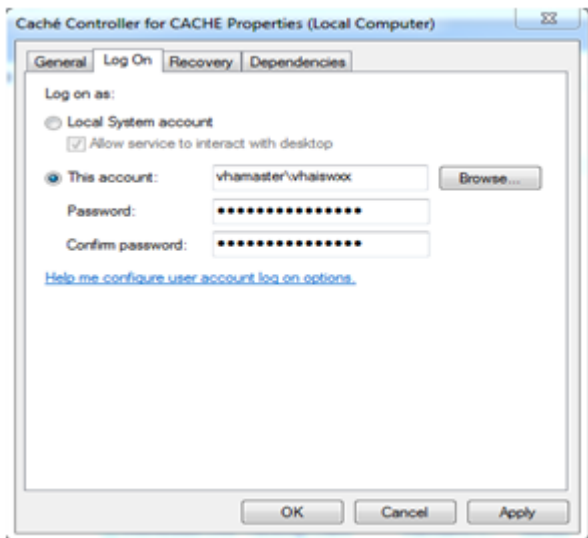 Caché Controller for CACHE Properties (Local Computer)
General Log On Recovery Dependencies
Log on as:
Local System account
Allow service to interact with desktop
This account: vhamaster\vhaiswxx Browse...
Password: •••••••••••••••
Confirm password: •••••••••••••••
Help me configure user account log on options.
OK Cancel Apply